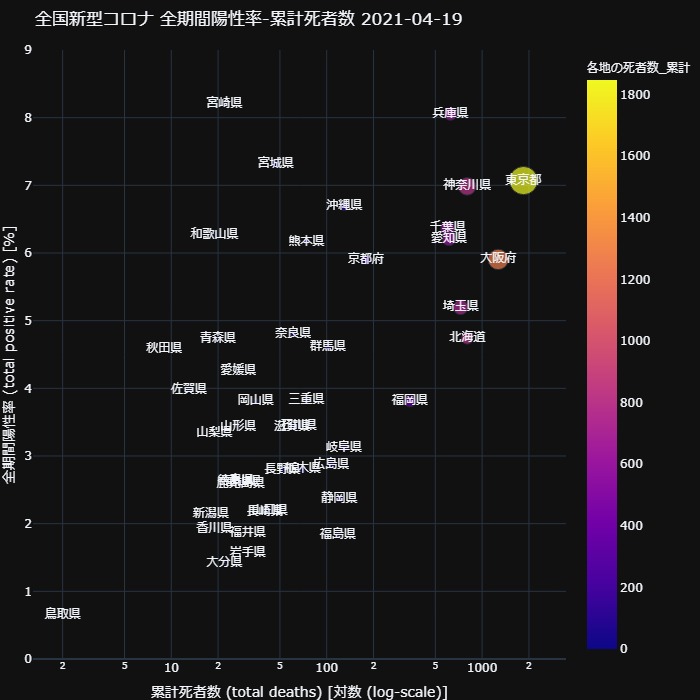 全国新型コロナ 全期間陽性率-累計死者数 2021-04-19
各地の死者数_累計
9
8
7
6
5
4
3
2
1
0
全期間陽性率 (total positive rate) [%]
宮崎県
兵庫県
宮城県
神奈川県
東京都
沖縄県
千葉県
愛知県
和歌山県
熊本県
京都府
大阪府
埼玉県
北海道
奈良県
青森県
群馬県
秋田県
愛媛県
佐賀県
岡山県
三重県
福岡県
山梨県
山形県
岐阜県
広島県
長野県
静岡県
新潟県
長崎県
香川県
福井県
福島県
岩手県
大分県
鳥取県
2
5
10
2
5
100
2
5
1000
2
累計死者数 (total deaths) [対数 (log-scale)]
1800
1600
1400
1200
1000
800
600
400
200
0